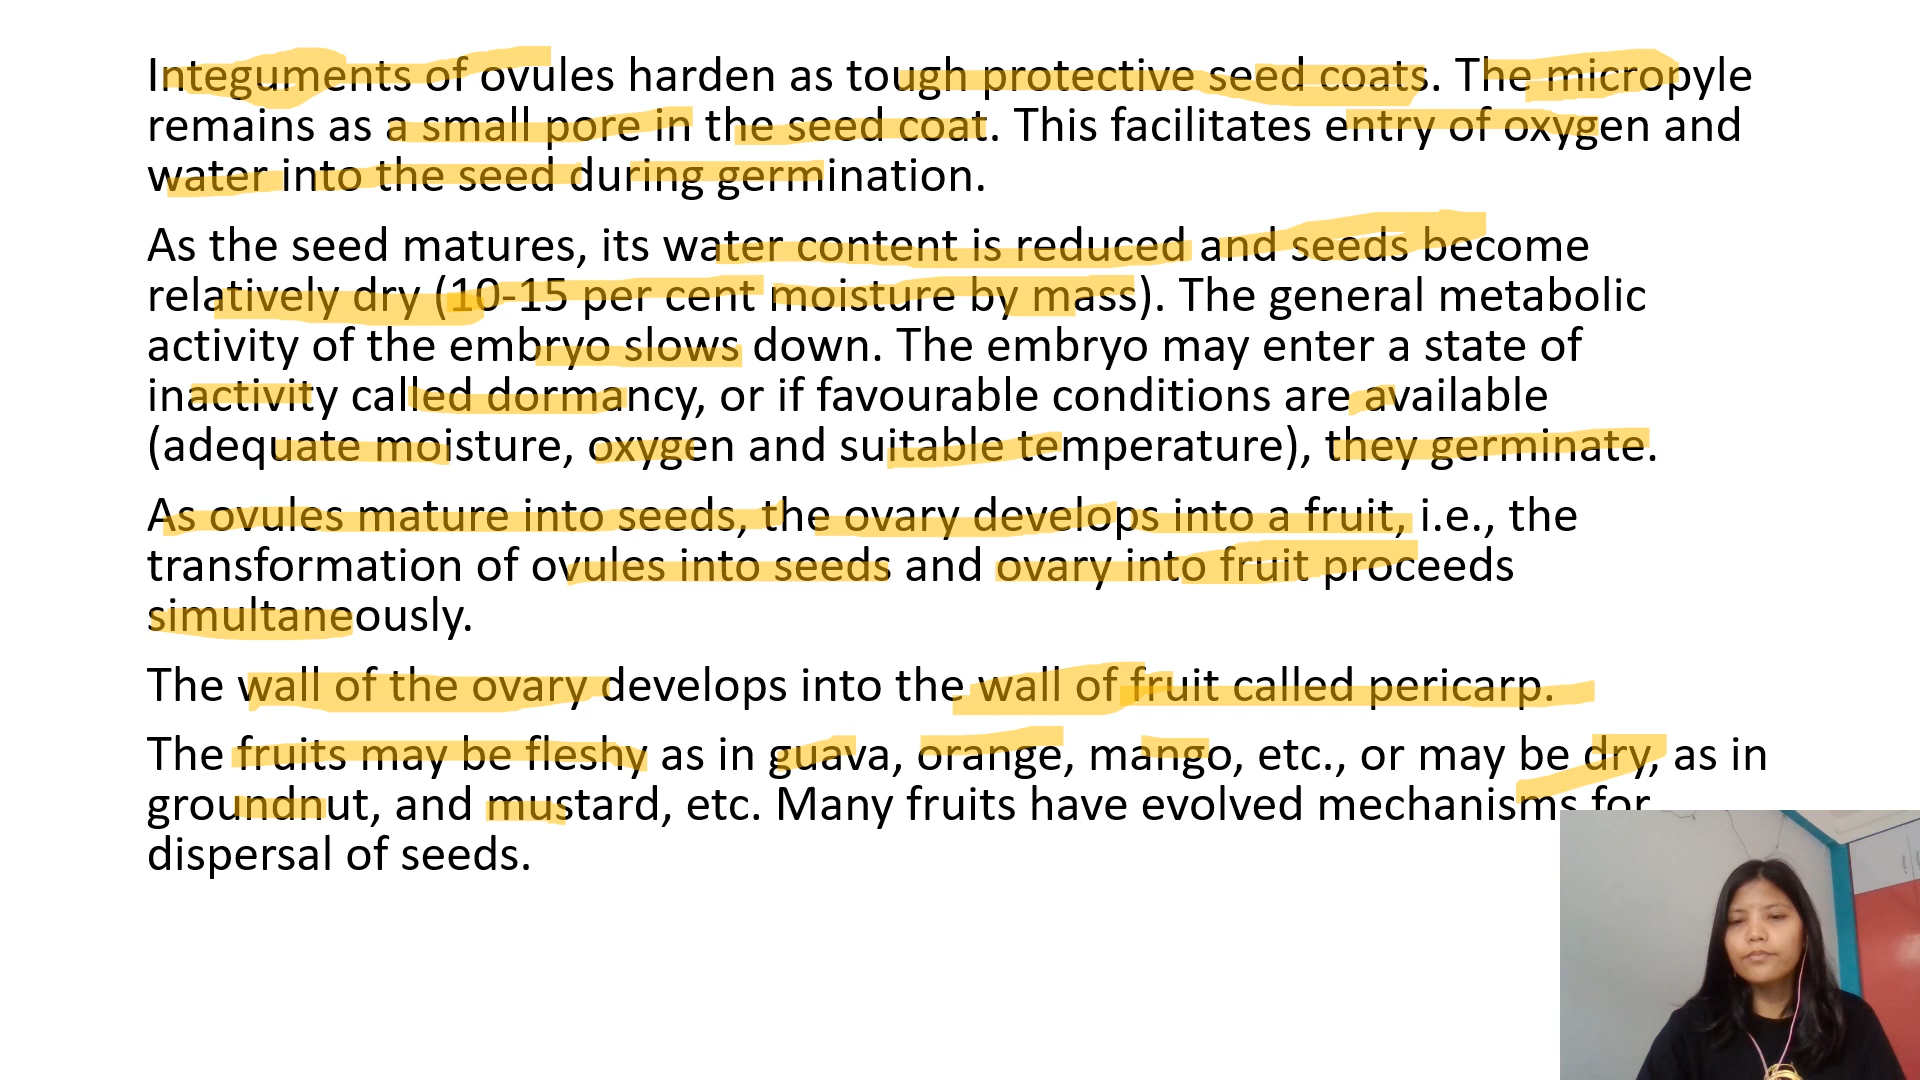 Integuments of ovules harden as tough protective seed coats. The micropyle
remains as a small pore in the seed coat. This facilitates entry of oxygen and
water into the seed during germination.
As the seed matures, its water content is reduced and seeds become
relatively dry (10-15 per cent moisture by mass). The general metabolic
activity of the embryo slows down. The embryo may enter a state of
inactivity called dormancy, or if favourable conditions are available
(adequate moisture, oxygen and suitable temperature), they germinate.
As ovules mature into seeds, the ovary develops into a fruit, i.e., the
transformation of ovules into seeds and ovary into fruit proceeds
simultaneously.
The wall of the ovary develops into the wall of fruit called pericarp.
The fruits may be fleshy as in guava, orange, mango, etc., or may be dry, as in
groundnut, and mustard, etc. Many fruits have evolved mechanisms for
dispersal of seeds.